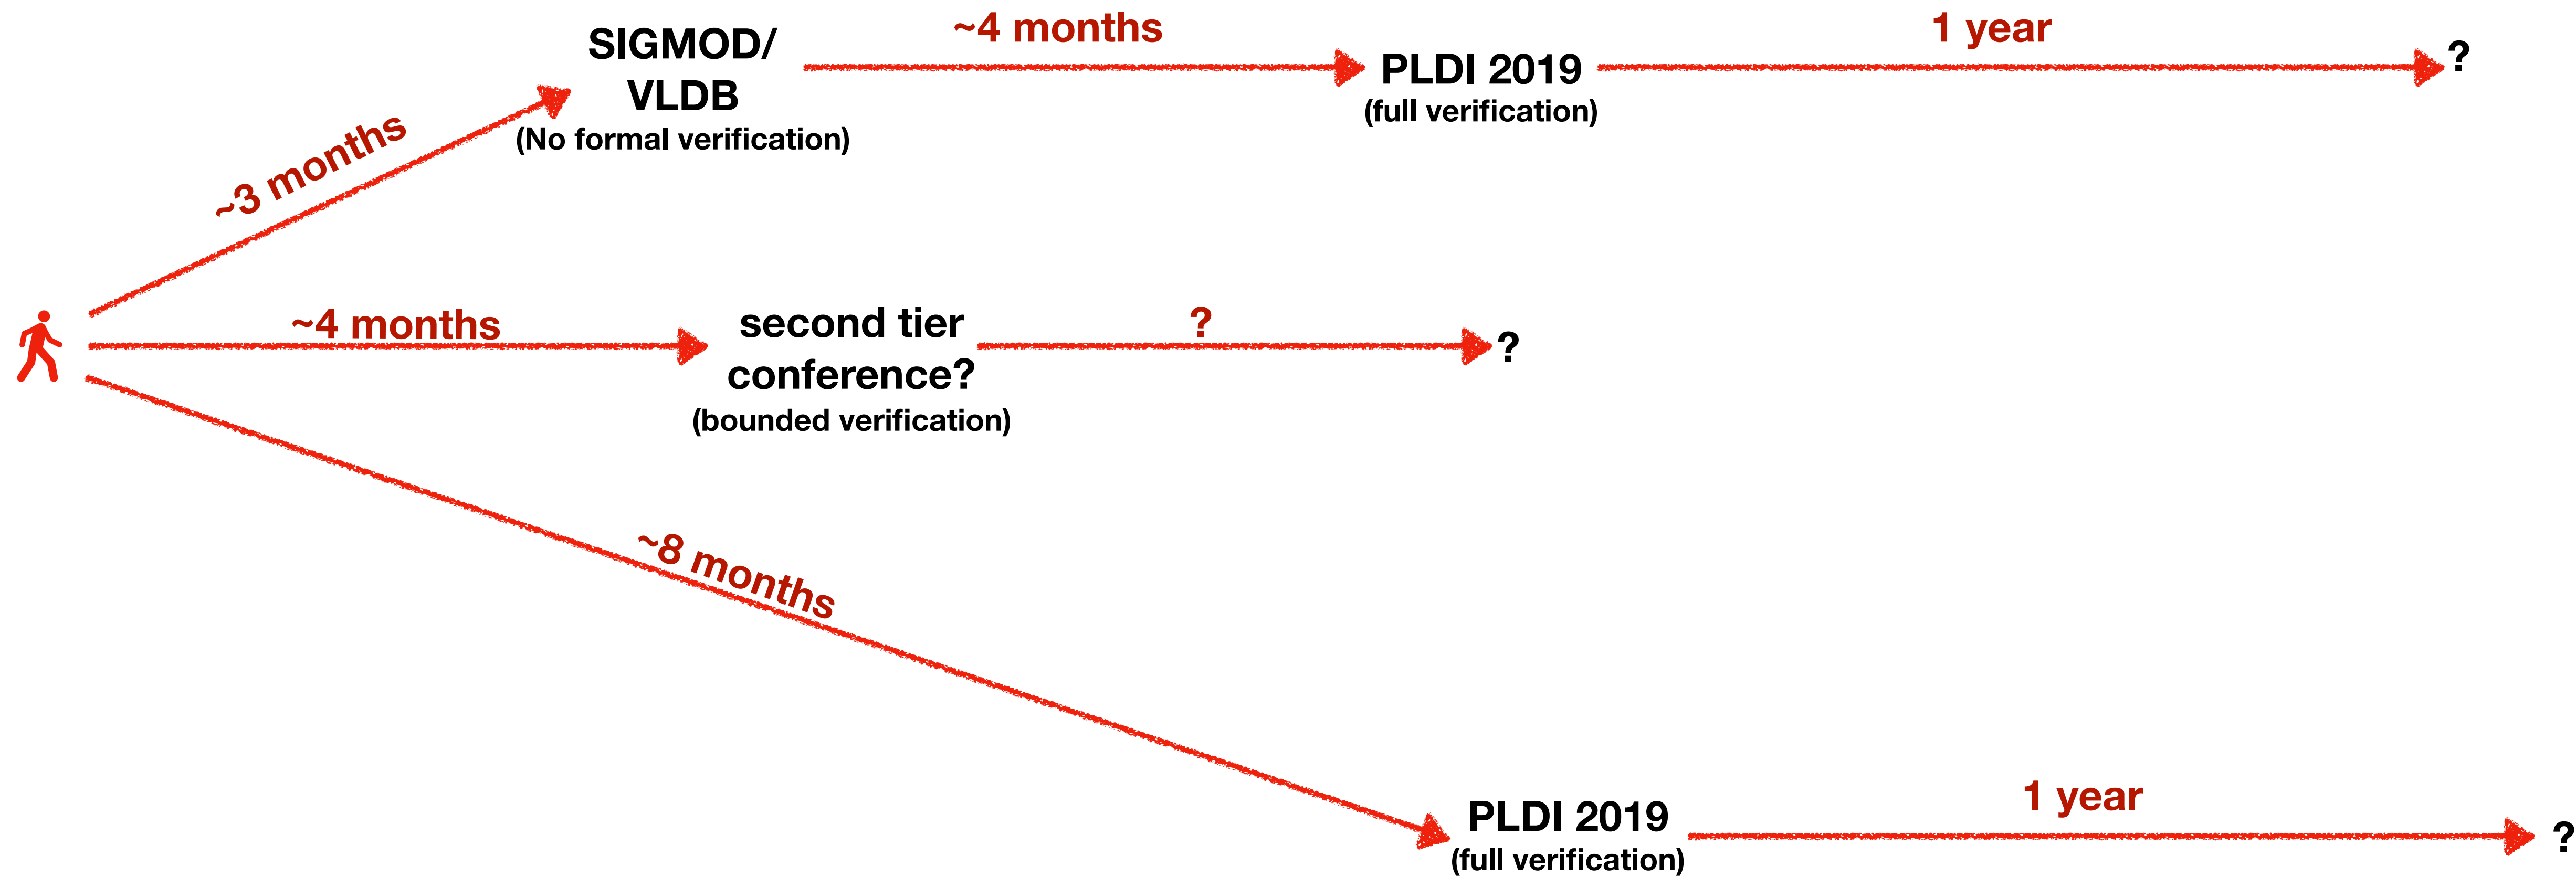 ~3 months
SIGMOD/
VLDB
(No formal verification)
~4 months
PLDI 2019
(full verification)
1 year
?
~4 months
second tier
conference?
(bounded verification)
?
?
~8 months
PLDI 2019
(full verification)
1 year
?